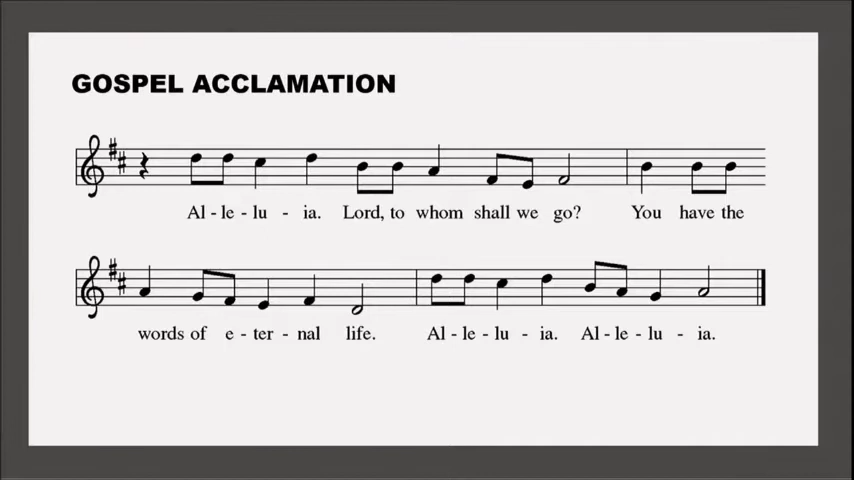 GOSPEL ACCLAMATION
Al - le - lu - ia. Lord, to whom shall we go? You have the
words of e - ter - nal life. Al - le - lu - ia. Al - le - lu - ia.